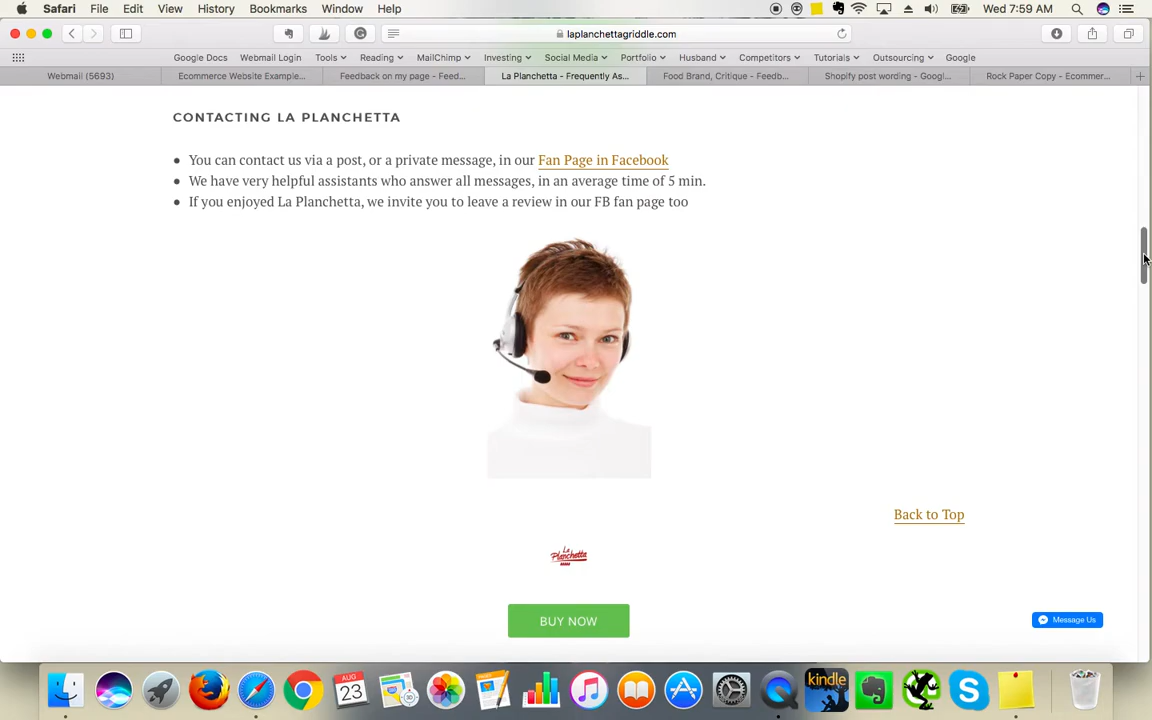 Safari File Edit View History Bookmarks Window Help Wed 7:59 AM
laplanchettagriddle.com
Google Docs Webmail Login Tools Reading MailChimp Investing Social Media Portfolio Husband Competitors Tutorials Outsourcing Google
Webmail (5693) Ecommerce Website Example... Feedback on my page - Feed... La Planchetta - Frequently As... Food Brand, Critique - Feedb... Shopify post wording - Googl... Rock Paper Copy - Ecommer...
CONTACTING LA PLANCHETTA
You can contact us via a post, or a private message, in our Fan Page in Facebook
We have very helpful assistants who answer all messages, in an average time of 5 min.
If you enjoyed La Planchetta, we invite you to leave a review in our FB fan page too
Back to Top
La Planchetta
BUY NOW
Message Us
AUG
23
kindle